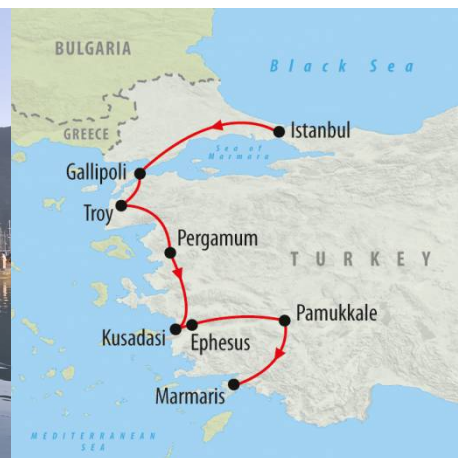 BULGARIA
Black Sea
GREECE
Istanbul
Sea of
Marmara
Gallipoli
Troy
Pergamum
TURKEY
Pamukkale
Kusadasi
Ephesus
Marmaris
MEDITERRANEAN
SEA